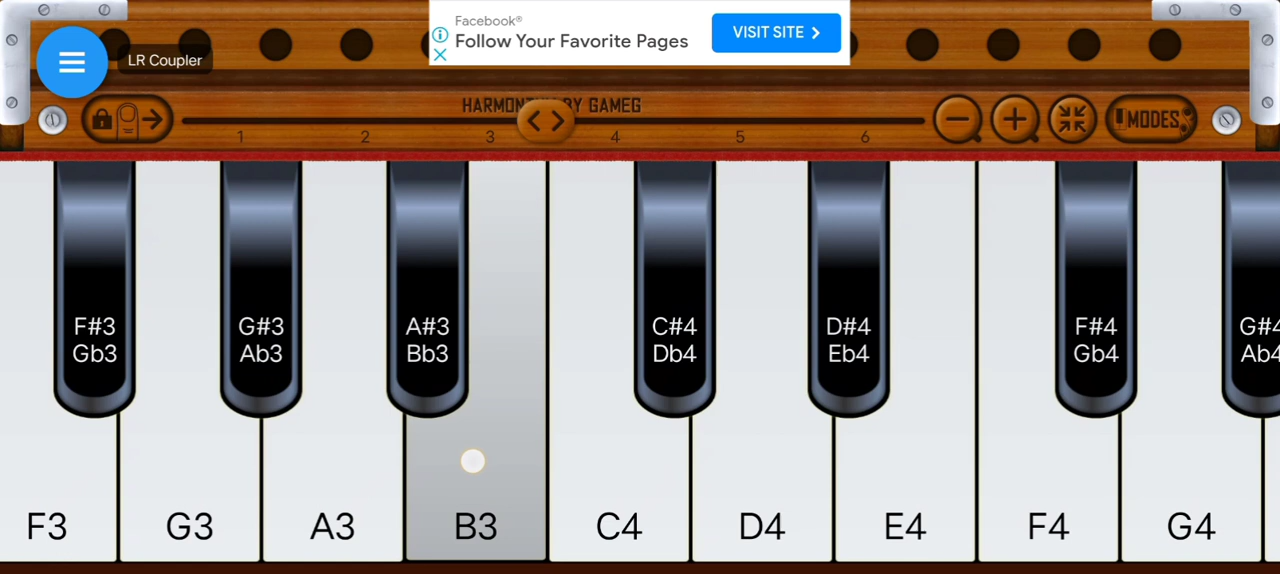 Facebook®
Follow Your Favorite Pages
VISIT SITE
LR Coupler
BY GAMEG
1 2 3 4 5 6
MODES
F#3 G#3 A#3 C#4 D#4 F#4 G#4
Gb3 Ab3 Bb3 Db4 Eb4 Gb4 Ab4
F3 G3 A3 B3 C4 D4 E4 F4 G4